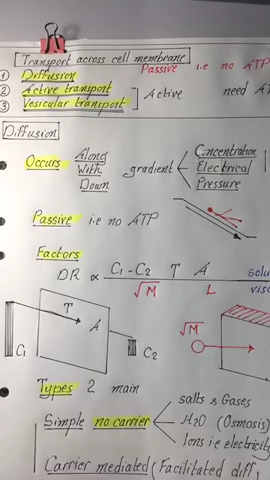 Transport across cell membrane
① Diffusion Passive i.e no ATP
② Active transport
③ Vesicular transport ] Active need A
Diffusion
Occurs Along With Down gradient Concentration Electrical Pressure
Passive i.e no ATP
Factors
DR ∝ C1-C2 T A solu
√M L visc
T A √M
C1 C2
Types 2 main
Simple no carrier salts & Gases
H2O (Osmosis)
Ions i.e electricity
Carrier mediated (Facilitated diff,